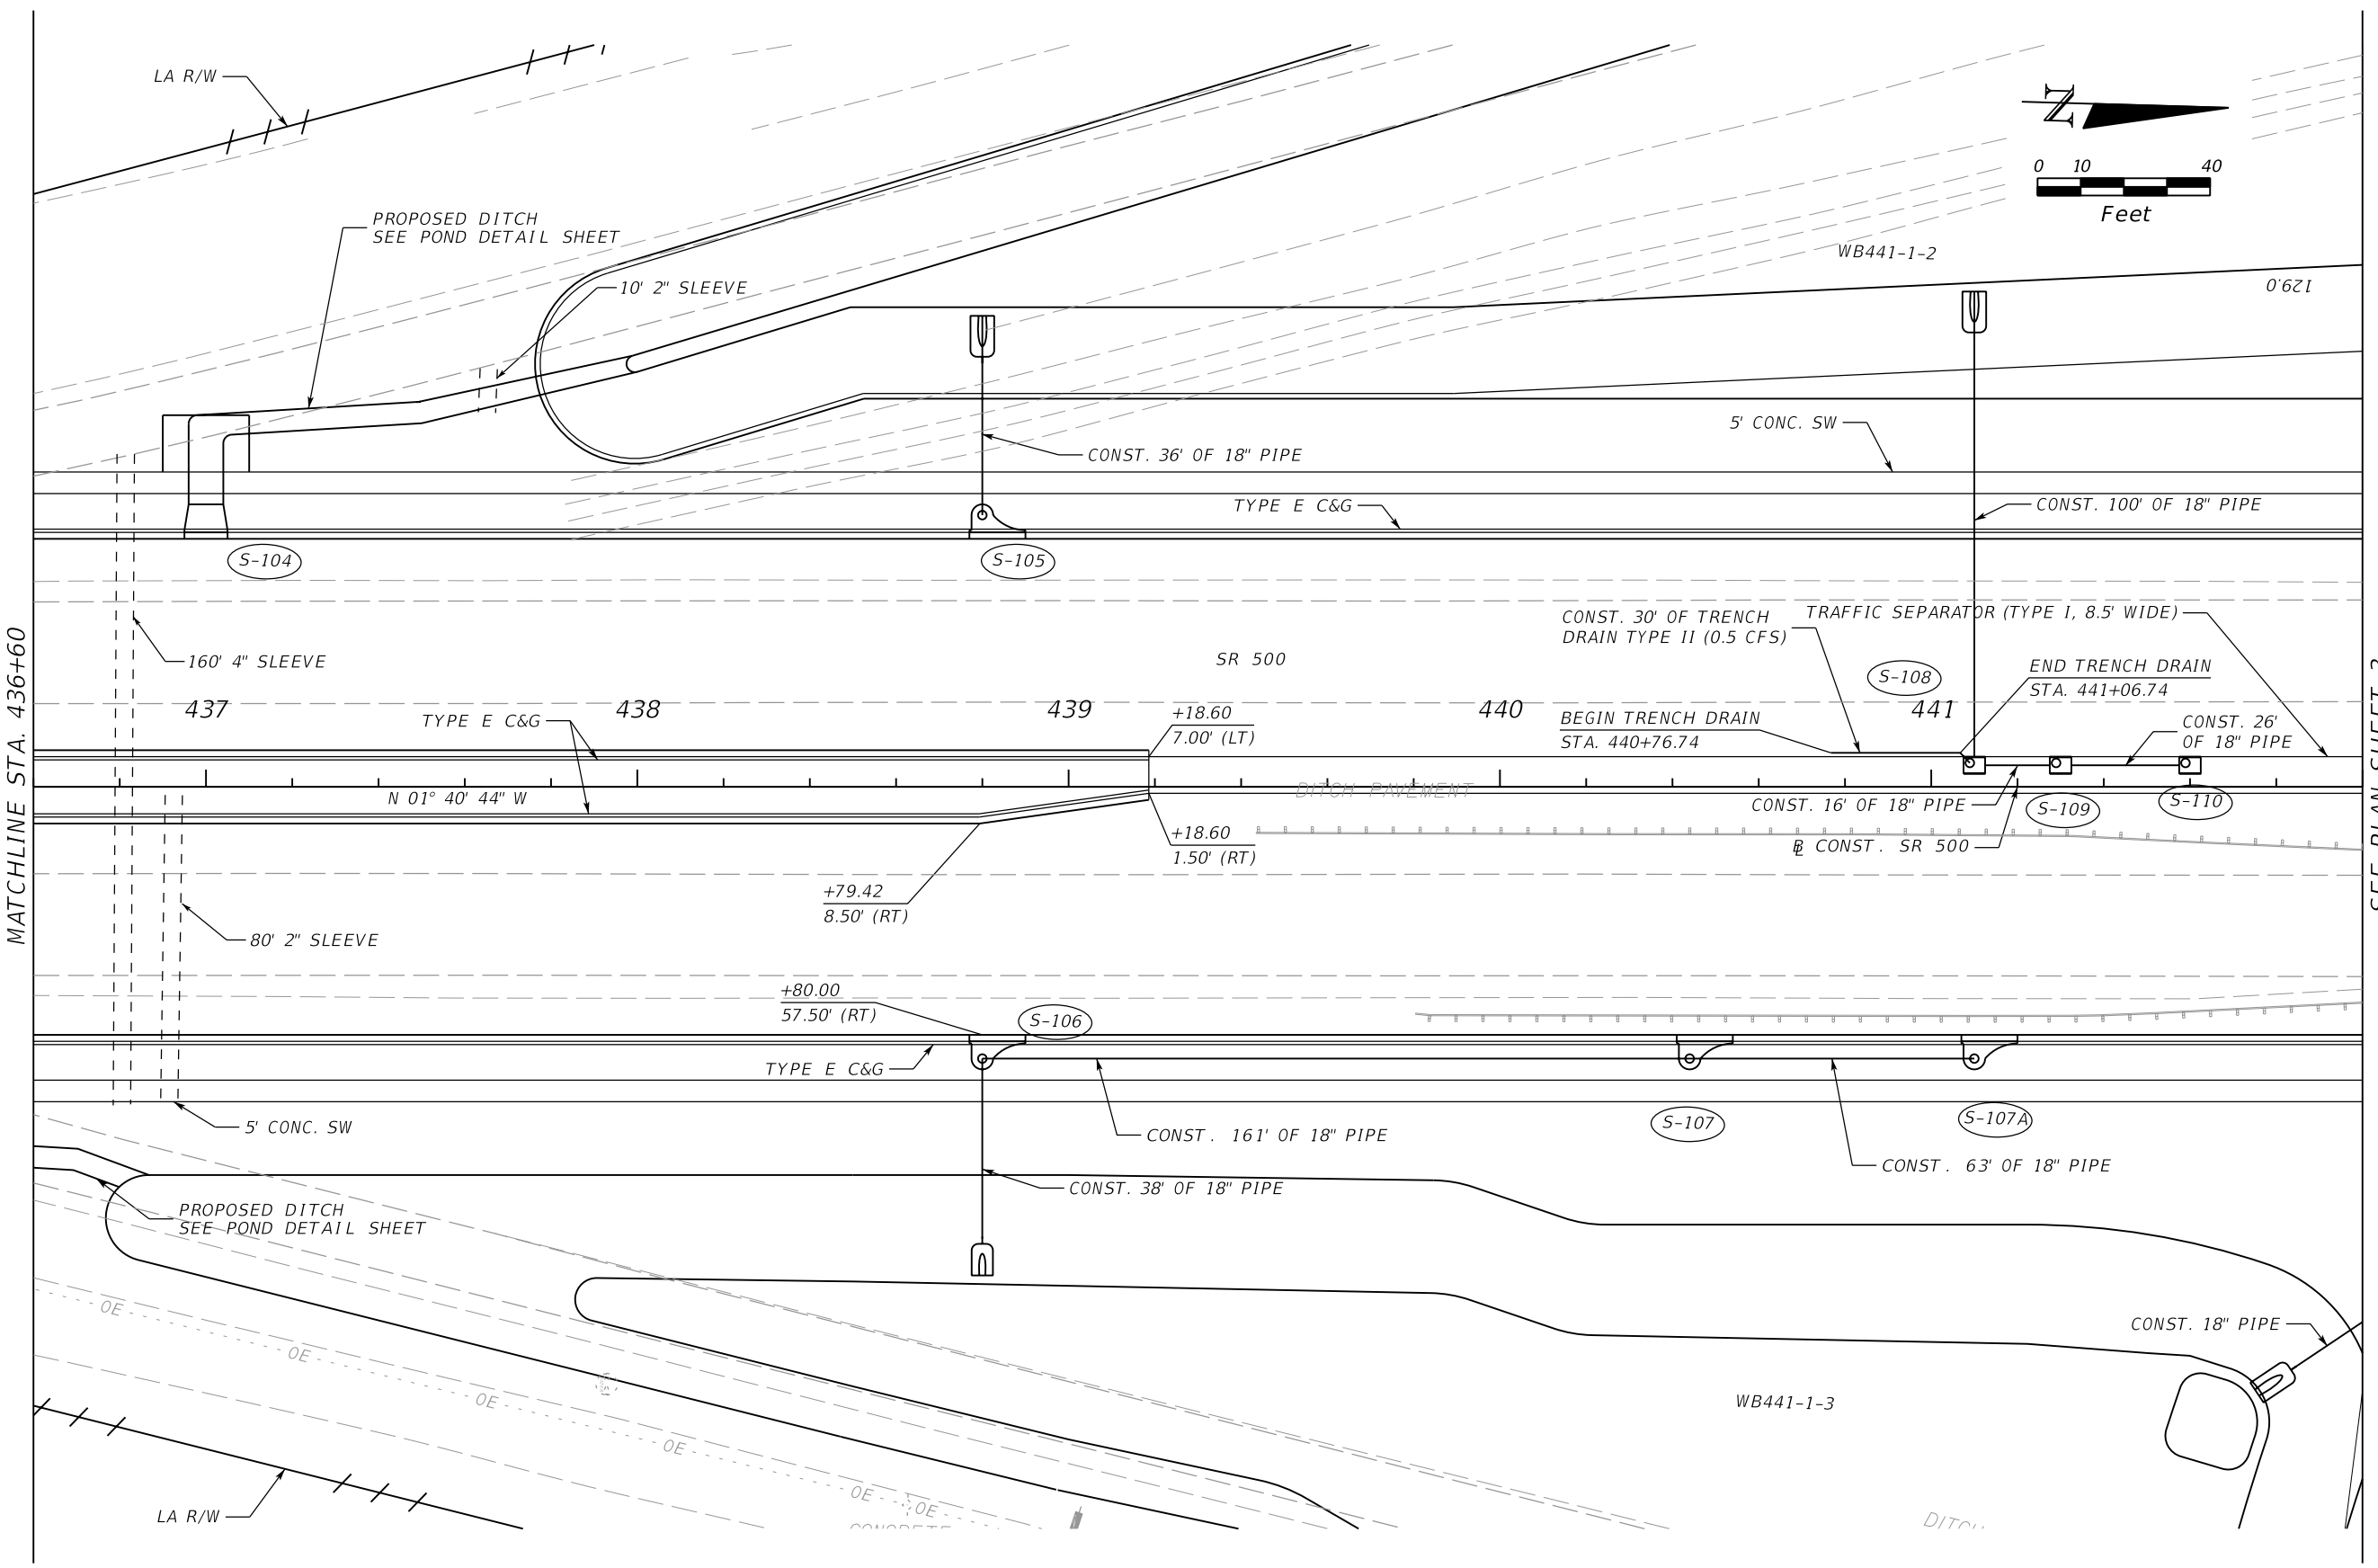 LA R/W
N
0 10 40
Feet
PROPOSED DITCH
SEE POND DETAIL SHEET
10' 2" SLEEVE
WB441-1-2
129.0
5' CONC. SW
CONST. 36' OF 18" PIPE
TYPE E C&G
CONST. 100' OF 18" PIPE
S-104
S-105
CONST. 30' OF TRENCH
DRAIN TYPE II (0.5 CFS)
TRAFFIC SEPARATOR (TYPE I, 8.5' WIDE)
160' 4" SLEEVE
SR 500
S-108
END TRENCH DRAIN
STA. 441+06.74
MATCHLINE STA. 436+60
437
438
439
440
441
TYPE E C&G
+18.60
7.00' (LT)
BEGIN TRENCH DRAIN
STA. 440+76.74
CONST. 26'
OF 18" PIPE
N 01° 40' 44" W
DITCH PAVEMENT
CONST. 16' OF 18" PIPE
S-109
S-110
+18.60
1.50' (RT)
CONST. SR 500
+79.42
8.50' (RT)
80' 2" SLEEVE
+80.00
57.50' (RT)
S-106
TYPE E C&G
5' CONC. SW
CONST. 161' OF 18" PIPE
S-107
S-107A
CONST. 63' OF 18" PIPE
CONST. 38' OF 18" PIPE
PROPOSED DITCH
SEE POND DETAIL SHEET
OE
OE
OE
OE
OE
OE
CONST. 18" PIPE
WB441-1-3
LA R/W
CONCRETE
DITCH